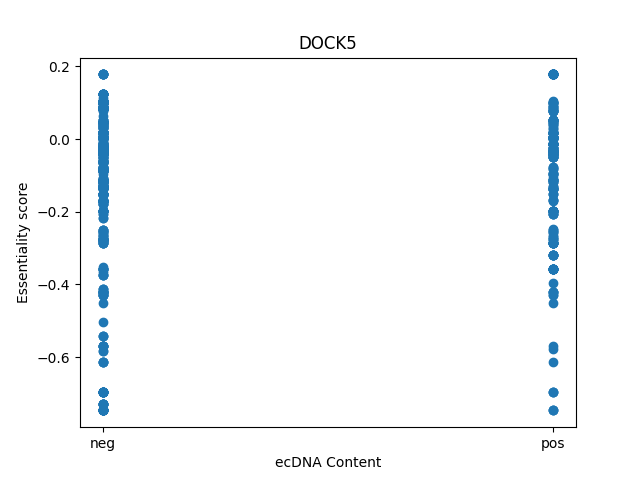 DOCK5
0.2
0.0
−0.2
−0.4
−0.6
Essentiality score
neg
pos
ecDNA Content